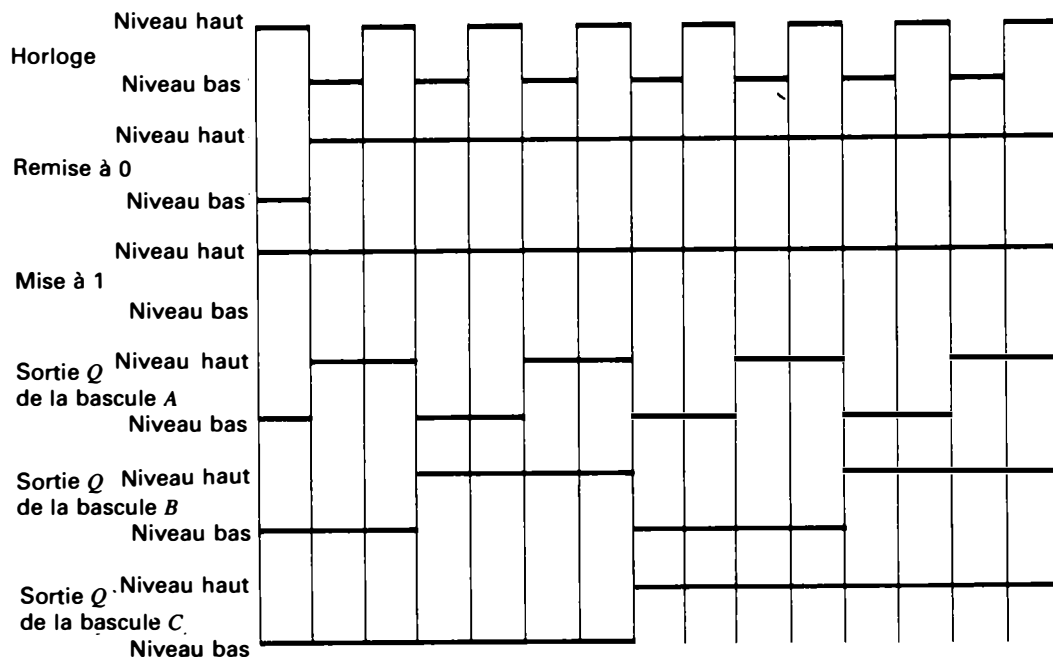 Niveau haut
Horloge
Niveau bas
Niveau haut
Remise à 0
Niveau bas
Niveau haut
Mise à 1
Niveau bas
Sortie Q Niveau haut
de la bascule A
Niveau bas
Sortie Q Niveau haut
de la bascule B
Niveau bas
Sortie Q Niveau haut
de la bascule C
Niveau bas